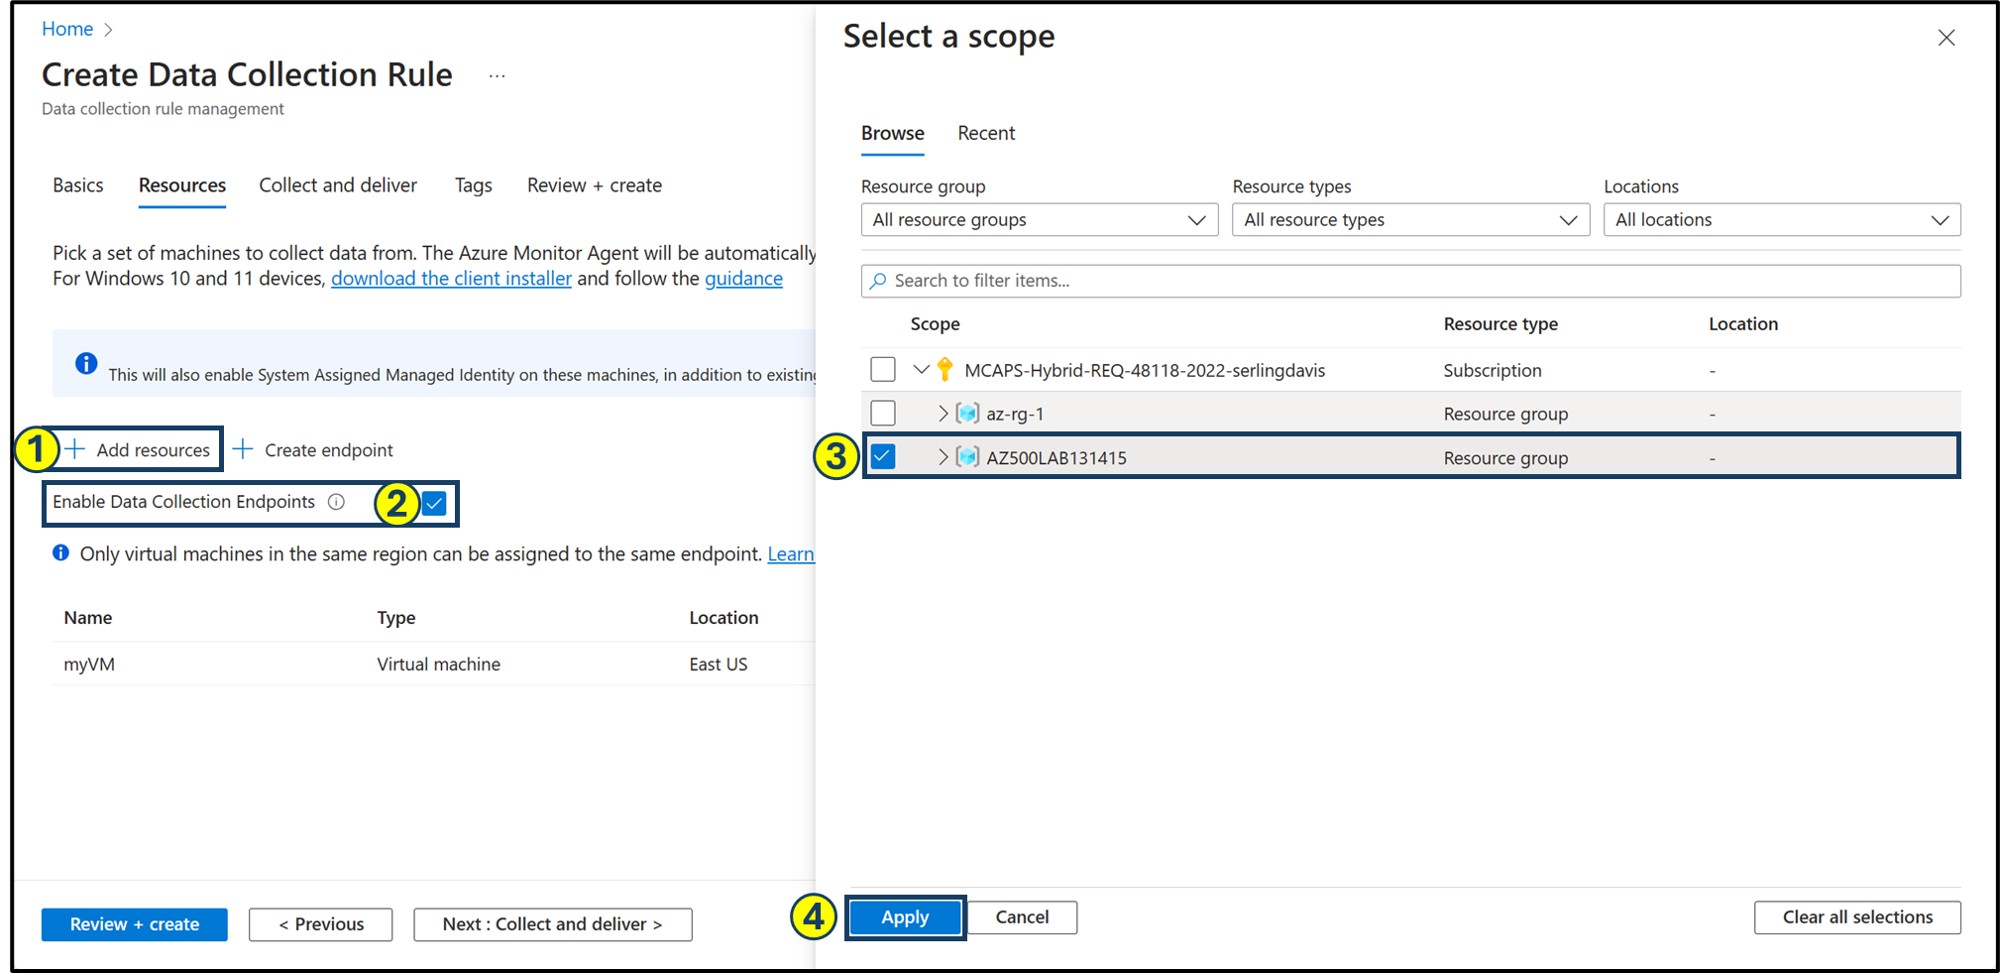 Home >
Create Data Collection Rule ...
Data collection rule management
Basics Resources Collect and deliver Tags Review + create
Pick a set of machines to collect data from. The Azure Monitor Agent will be automatically
For Windows 10 and 11 devices, download the client installer and follow the guidance
This will also enable System Assigned Managed Identity on these machines, in addition to existing
1 + Add resources + Create endpoint
Enable Data Collection Endpoints 2
Only virtual machines in the same region can be assigned to the same endpoint. Learn
Name Type Location
myVM Virtual machine East US
Review + create < Previous Next : Collect and deliver >
Select a scope
Browse Recent
Resource group Resource types Locations
All resource groups All resource types All locations
Search to filter items...
Scope Resource type Location
MCAPS-Hybrid-REQ-48118-2022-serlingdavis Subscription -
az-rg-1 Resource group -
3 AZ500LAB131415 Resource group -
4 Apply Cancel Clear all selections